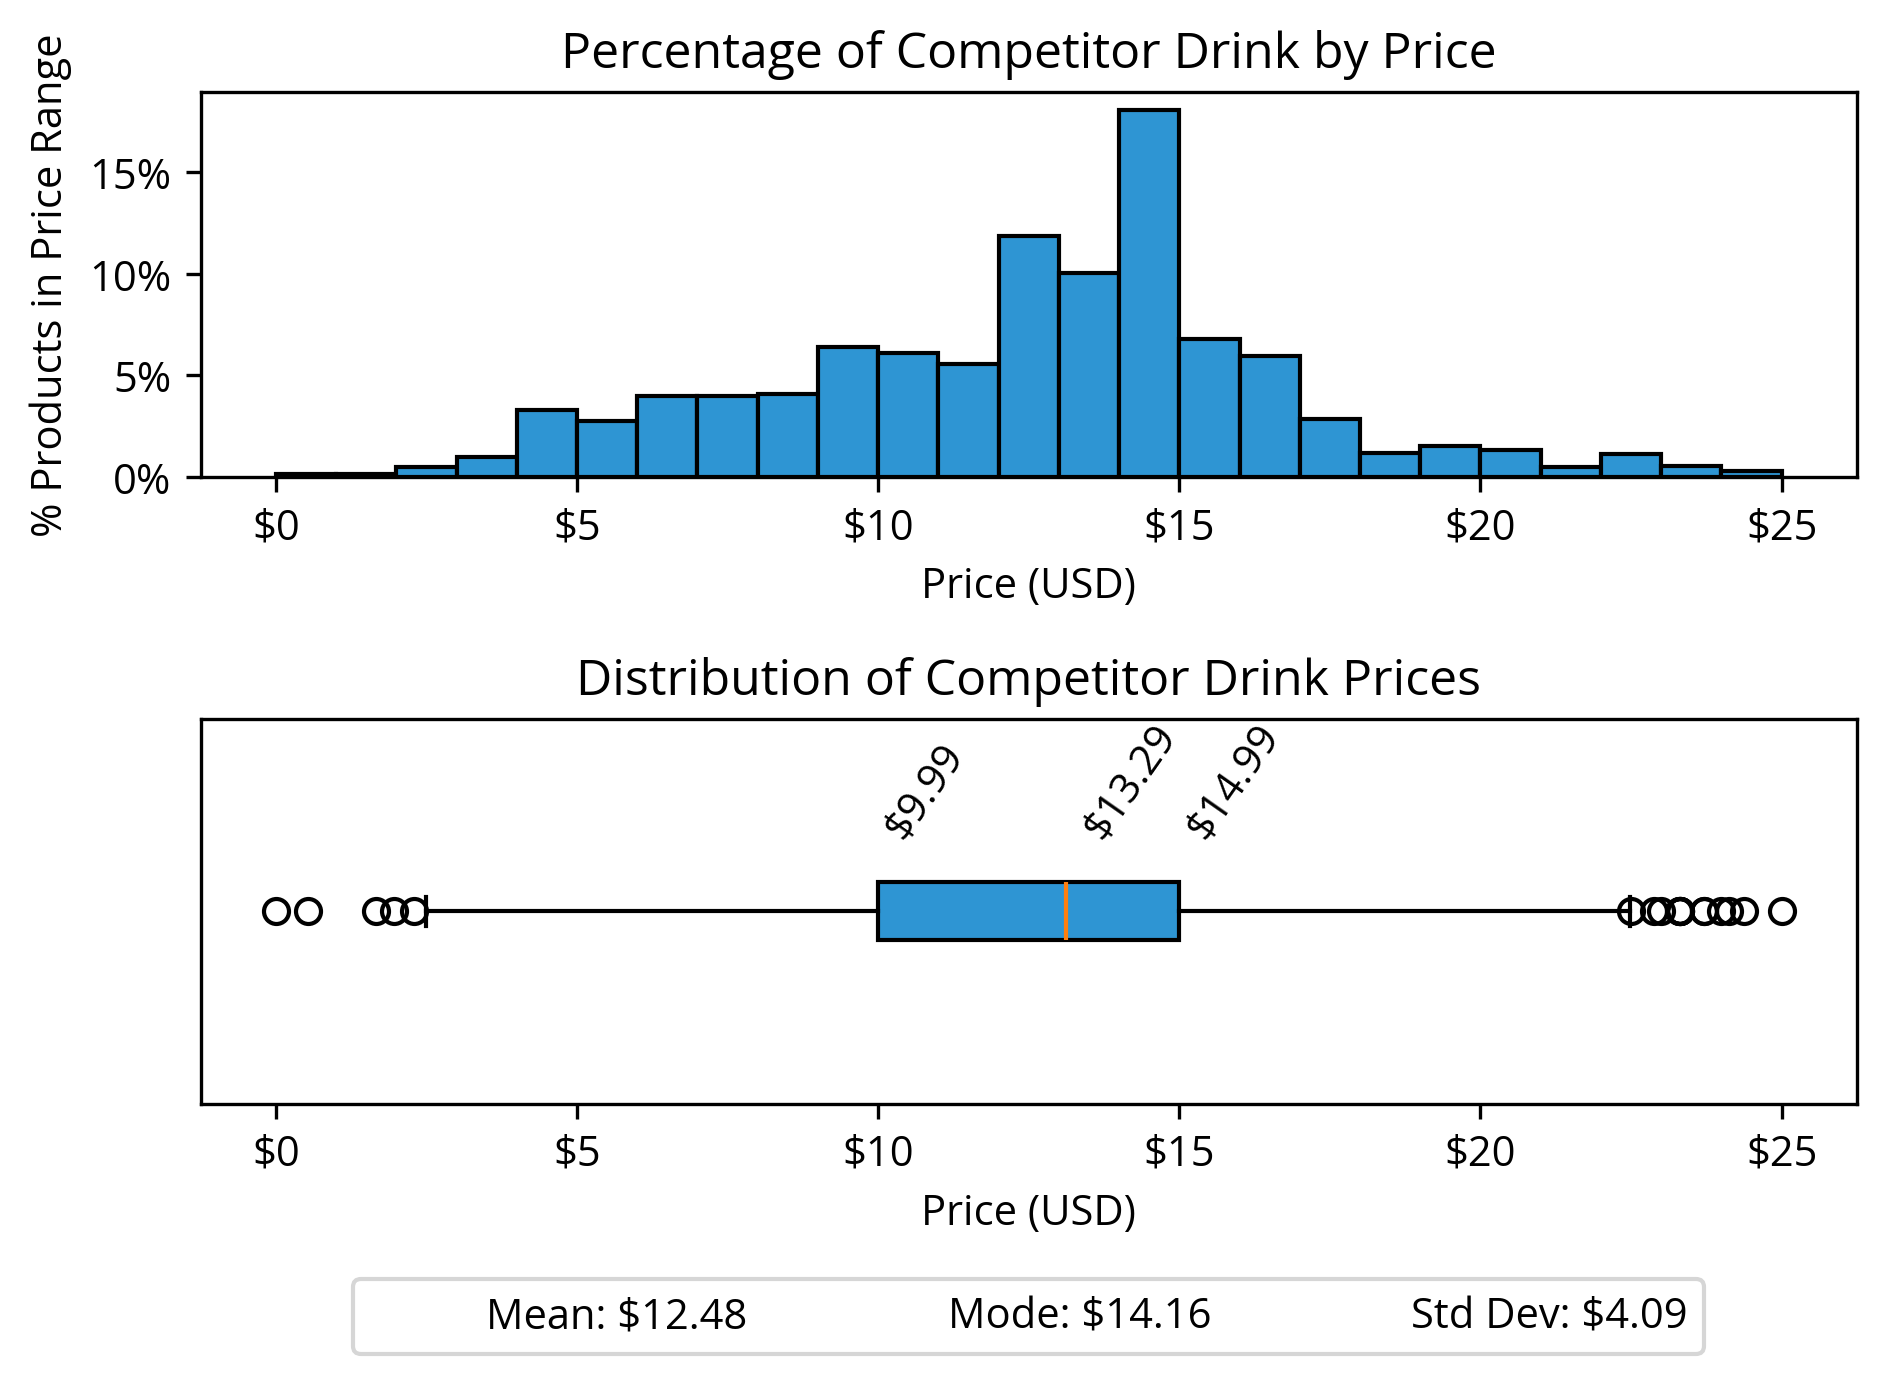 Percentage of Competitor Drink by Price
% Products in Price Range
15%
10%
5%
0%
$0 $5 $10 $15 $20 $25
Price (USD)
Distribution of Competitor Drink Prices
$9.99 $13.29 $14.99
$0 $5 $10 $15 $20 $25
Price (USD)
Mean: $12.48 Mode: $14.16 Std Dev: $4.09